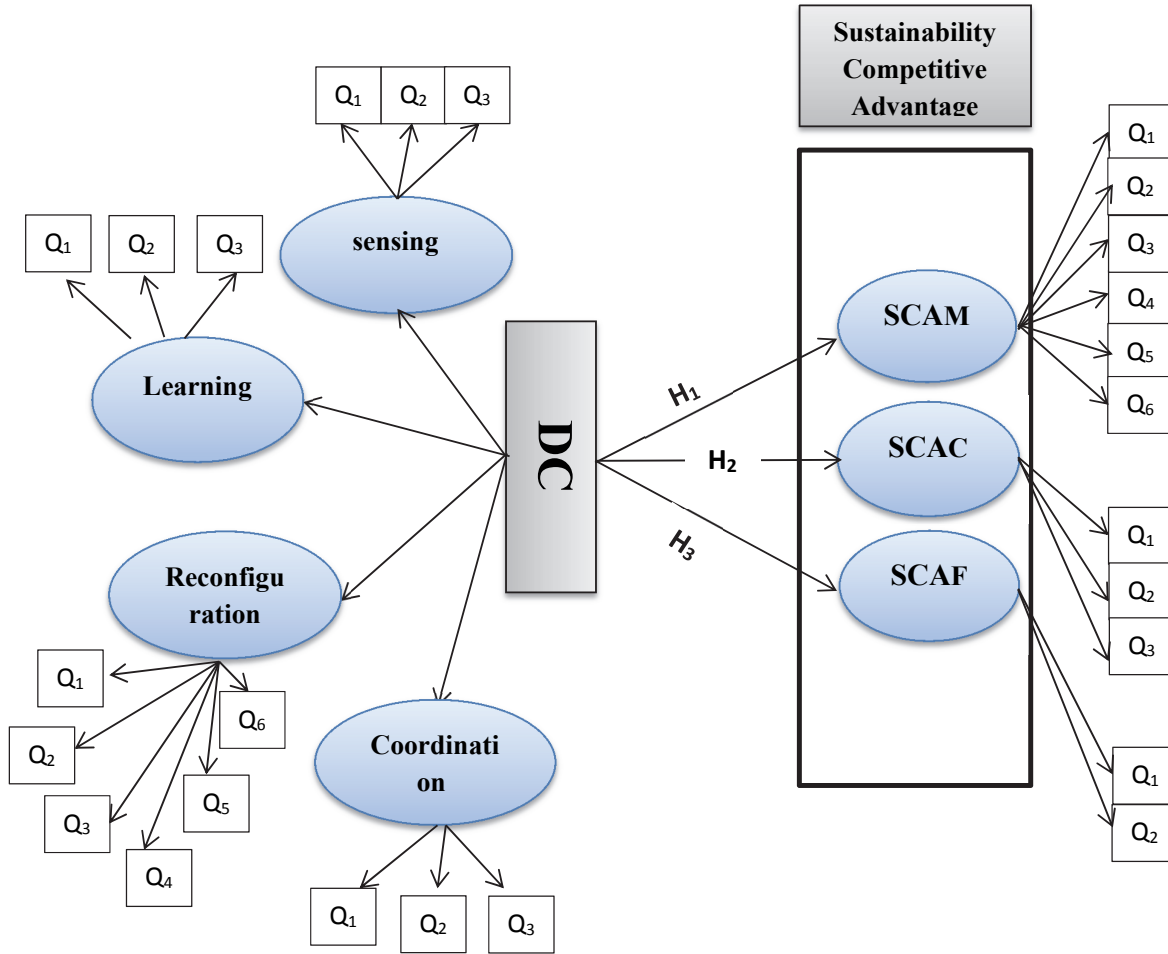 Sustainability
Competitive
Advantage
Q1 Q2 Q3
sensing
Q1 Q2 Q3
Learning
DC
Reconfigu
ration
Q1
Q2
Q3
Q4
Q5
Q6
Coordinati
on
Q1 Q2 Q3
H1
H2
H3
SCAM
Q1
Q2
Q3
Q4
Q5
Q6
SCAC
Q1
Q2
Q3
SCAF
Q1
Q2